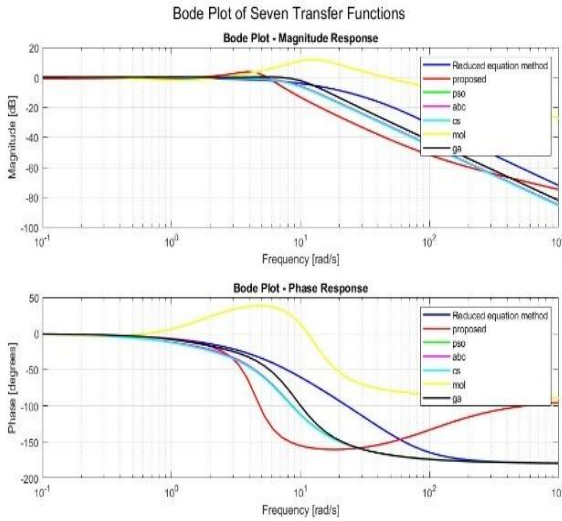 Bode Plot of Seven Transfer Functions
Bode Plot - Magnitude Response
20
0
-20
-40
-60
-80
-100
Magnitude [dB]
Reduced equation method
proposed
pso
abc
cs
mol
ga
10-1
100
101
102
10
Frequency [rad/s]
Bode Plot - Phase Response
50
0
-50
-100
-150
-200
Phase [degrees]
Reduced equation method
proposed
pso
abc
cs
mol
ga
10-1
100
101
102
10
Frequency [rad/s]